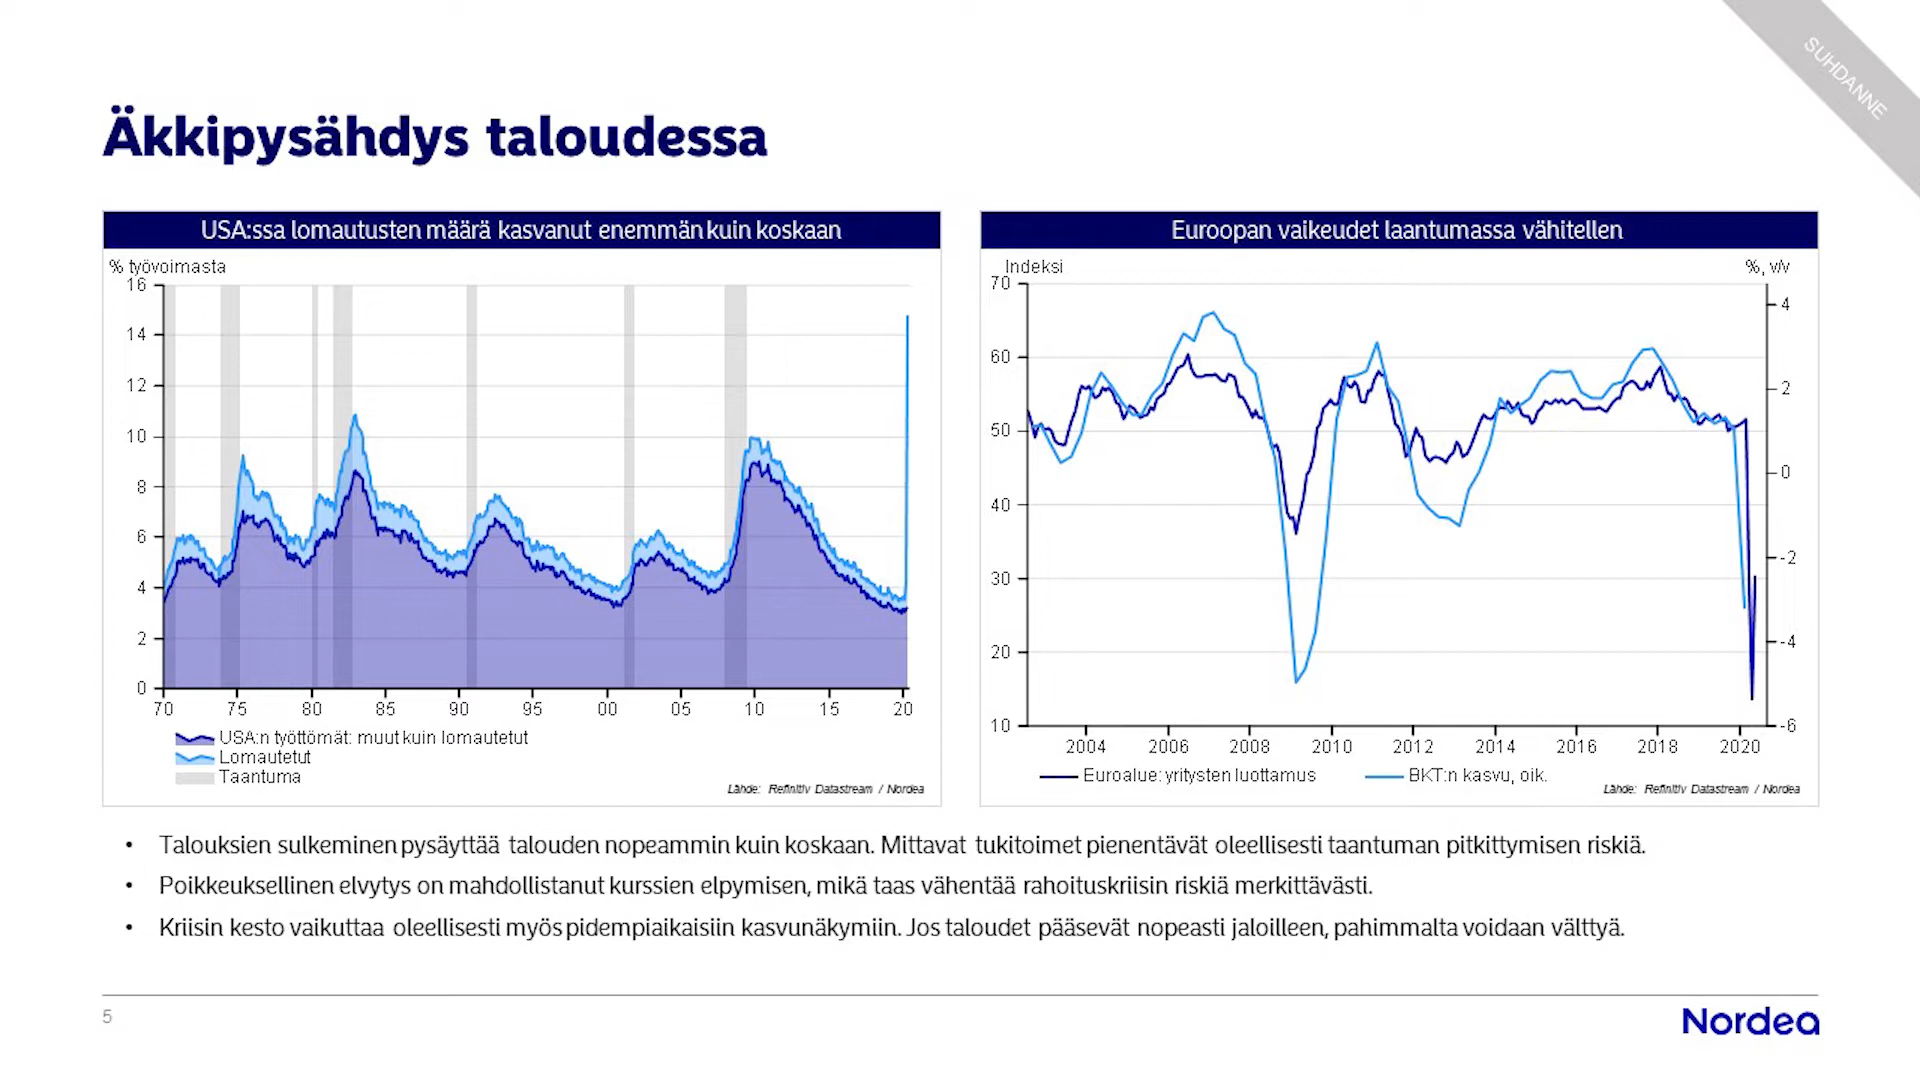 SUHDANNE
Äkkipysähdys taloudessa
USA:ssa lomautusten määrä kasvanut enemmän kuin koskaan
% työvoimasta
16
14
12
10
8
6
4
2
0
70 75 80 85 90 95 00 05 10 15 20
USA:n työttömät: muut kuin lomautetut
Lomautetut
Taantuma
Lähde: Refinitiv Datastream / Nordea
Euroopan vaikeudet laantumassa vähitellen
Indeksi
%, v/v
70
60
50
40
30
20
10
4
2
0
-2
-4
-6
2004 2006 2008 2010 2012 2014 2016 2018 2020
Euroalue: yritysten luottamus
BKT:n kasvu, oik.
Lähde: Refinitiv Datastream / Nordea
• Talouksien sulkeminen pysäyttää talouden nopeammin kuin koskaan. Mittavat tukitoimet pienentävät oleellisesti taantuman pitkittymisen riskiä.
• Poikkeuksellinen elvytys on mahdollistanut kurssien elpymisen, mikä taas vähentää rahoituskriisin riskiä merkittävästi.
• Kriisin kesto vaikuttaa oleellisesti myös pidempiaikaisiin kasvunäkymiin. Jos taloudet pääsevät nopeasti jaloilleen, pahimmalta voidaan välttyä.
5
Nordea